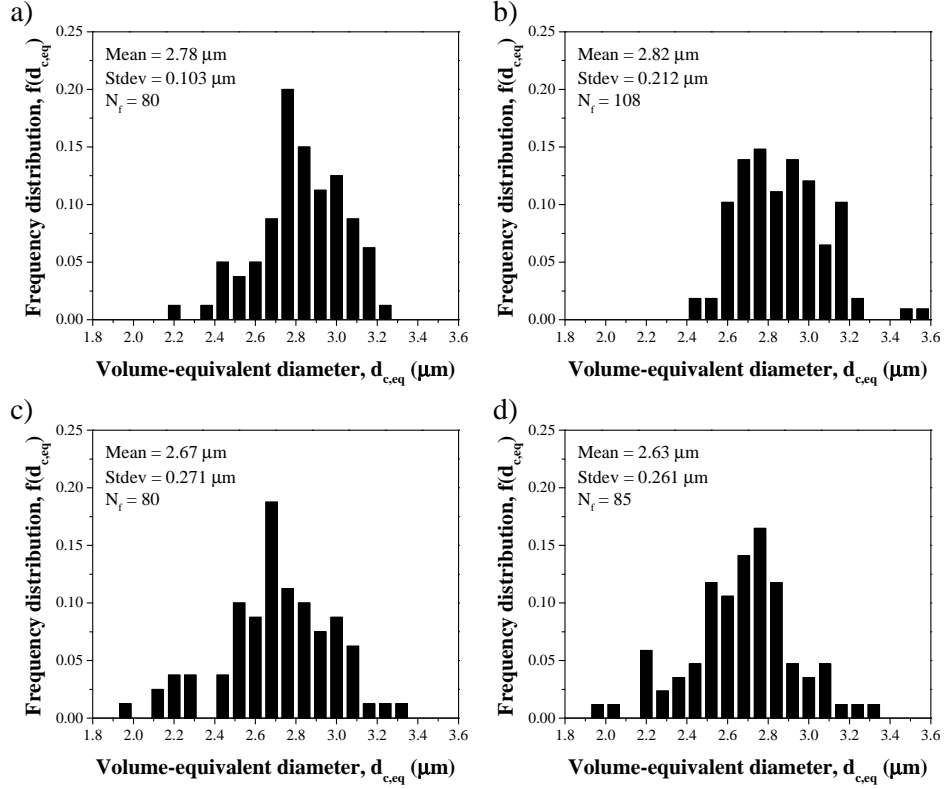 a)
Frequency distribution, f(d_c,eq)
0.25
0.20
0.15
0.10
0.05
0.00
Mean = 2.78 μm
Stdev = 0.103 μm
N_f = 80
1.8 2.0 2.2 2.4 2.6 2.8 3.0 3.2 3.4 3.6
Volume-equivalent diameter, d_c,eq (μm)
b)
Frequency distribution, f(d_c,eq)
0.25
0.20
0.15
0.10
0.05
0.00
Mean = 2.82 μm
Stdev = 0.212 μm
N_f = 108
1.8 2.0 2.2 2.4 2.6 2.8 3.0 3.2 3.4 3.6
Volume-equivalent diameter, d_c,eq (μm)
c)
Frequency distribution, f(d_c,eq)
0.25
0.20
0.15
0.10
0.05
0.00
Mean = 2.67 μm
Stdev = 0.271 μm
N_f = 80
1.8 2.0 2.2 2.4 2.6 2.8 3.0 3.2 3.4 3.6
Volume-equivalent diameter, d_c,eq (μm)
d)
Frequency distribution, f(d_c,eq)
0.25
0.20
0.15
0.10
0.05
0.00
Mean = 2.63 μm
Stdev = 0.261 μm
N_f = 85
1.8 2.0 2.2 2.4 2.6 2.8 3.0 3.2 3.4 3.6
Volume-equivalent diameter, d_c,eq (μm)